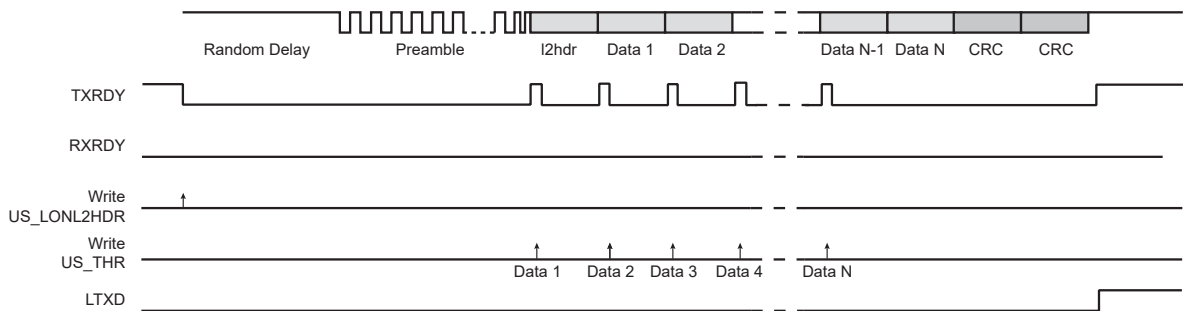 Random Delay Preamble l2hdr Data 1 Data 2 Data N-1 Data N CRC CRC
TXRDY
RXRDY
Write
US_LONL2HDR
Write
US_THR
Data 1 Data 2 Data 3 Data 4 Data N
LTXD